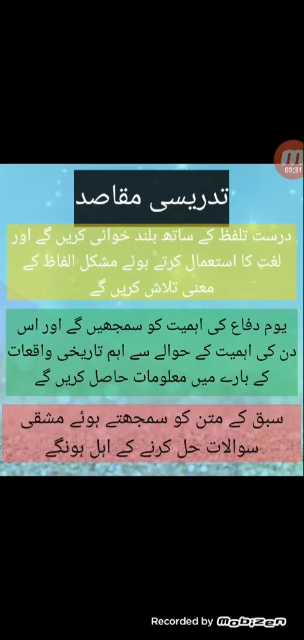 00:31
تدریسی مقاصد
درست تلفظ کے ساتھ بلند خوانی کریں گے اور
لغت کا استعمال کرتے ہوئے مشکل الفاظ کے
معنی تلاش کریں گے
یوم دفاع کی اہمیت کو سمجھیں گے اور اس
دن کی اہمیت کے حوالے سے اہم تاریخی واقعات
کے بارے میں معلومات حاصل کریں گے
سبق کے متن کو سمجھتے ہوئے مشقی
سوالات حل کرنے کے اہل ہونگے
Recorded by Mobizen